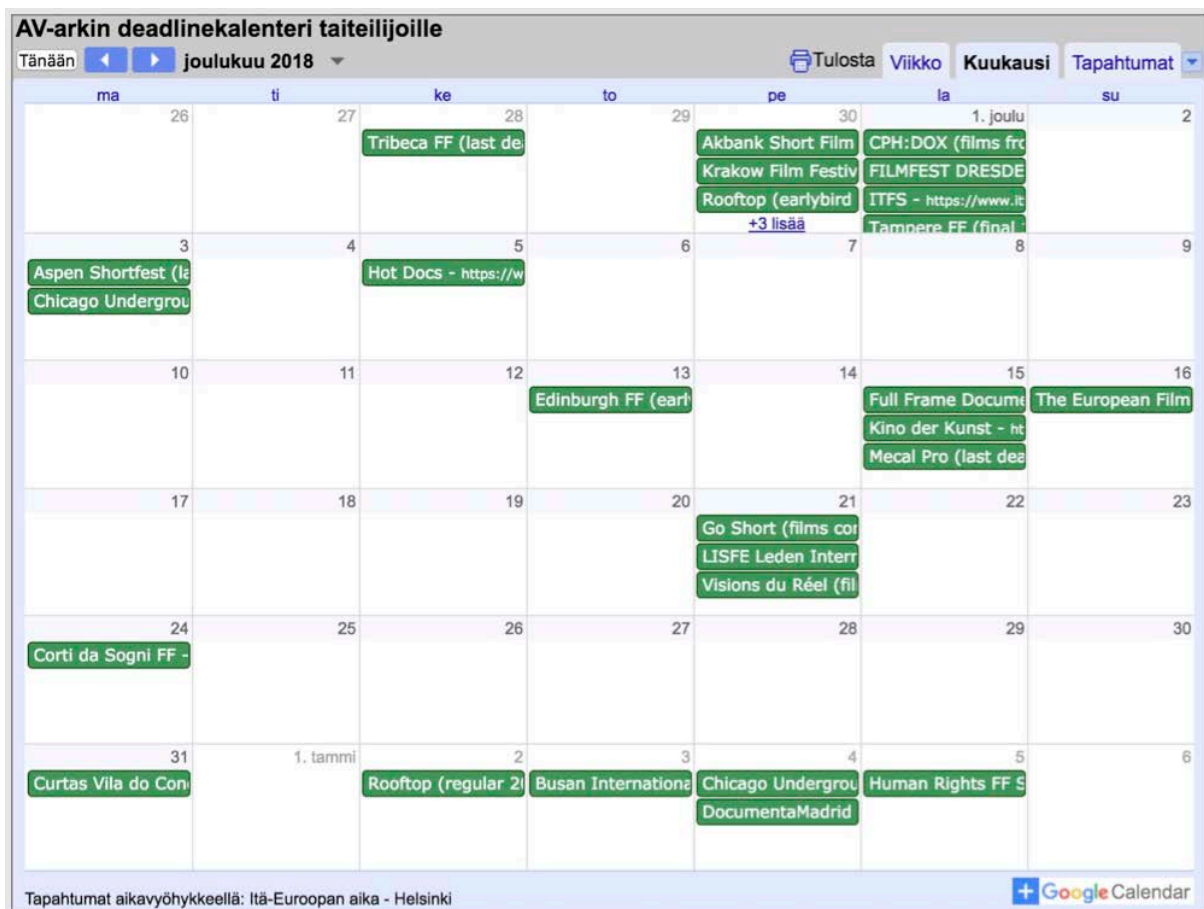 AV-arkin deadlinekalenteri taiteilijoille
Tänään joulukuu 2018 Tulosta Viikko Kuukausi Tapahtumat
ma ti ke to pe la su
26 27 28 29 30 1. joulu 2
Tribeca FF (last de Akbank Short Film CPH:DOX (films fro
Krakow Film Festiv FILMFEST DRESDE
Rooftop (earlybird ITFS - https://www.it
+3 lisää Tampere FF (final
3 4 5 6 7 8 9
Aspen Shortfest (la Hot Docs - https://w
Chicago Undergrou
10 11 12 13 14 15 16
Edinburgh FF (earl Full Frame Docume The European Film
Kino der Kunst - ht
Mecal Pro (last dea
17 18 19 20 21 22 23
Go Short (films con
LISFE Leden Interr
Visions du Réel (fil
24 25 26 27 28 29 30
Corti da Sogni FF -
31 1. tammi 2 3 4 5 6
Curtas Vila do Con Rooftop (regular 2 Busan Internationa Chicago Undergrou Human Rights FF S
DocumentaMadrid
Tapahtumat aikavyöhykkeellä: Itä-Euroopan aika - Helsinki
Google Calendar